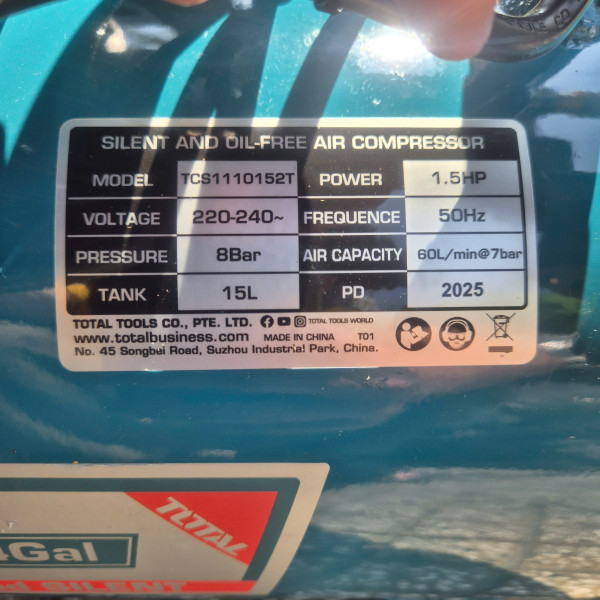 SILENT AND OIL-FREE AIR COMPRESSOR
MODEL TCS1110152T POWER 1.5HP
VOLTAGE 220-240~ FREQUENCE 50Hz
PRESSURE 8Bar AIR CAPACITY 60L/min@7bar
TANK 15L PD 2025
TOTAL TOOLS CO., PTE. LTD. TOTAL TOOLS WORLD
www.totalbusiness.com MADE IN CHINA T01
No. 45 Songbei Road, Suzhou Industrial Park, China.
TOTAL
4Gal
SILENT